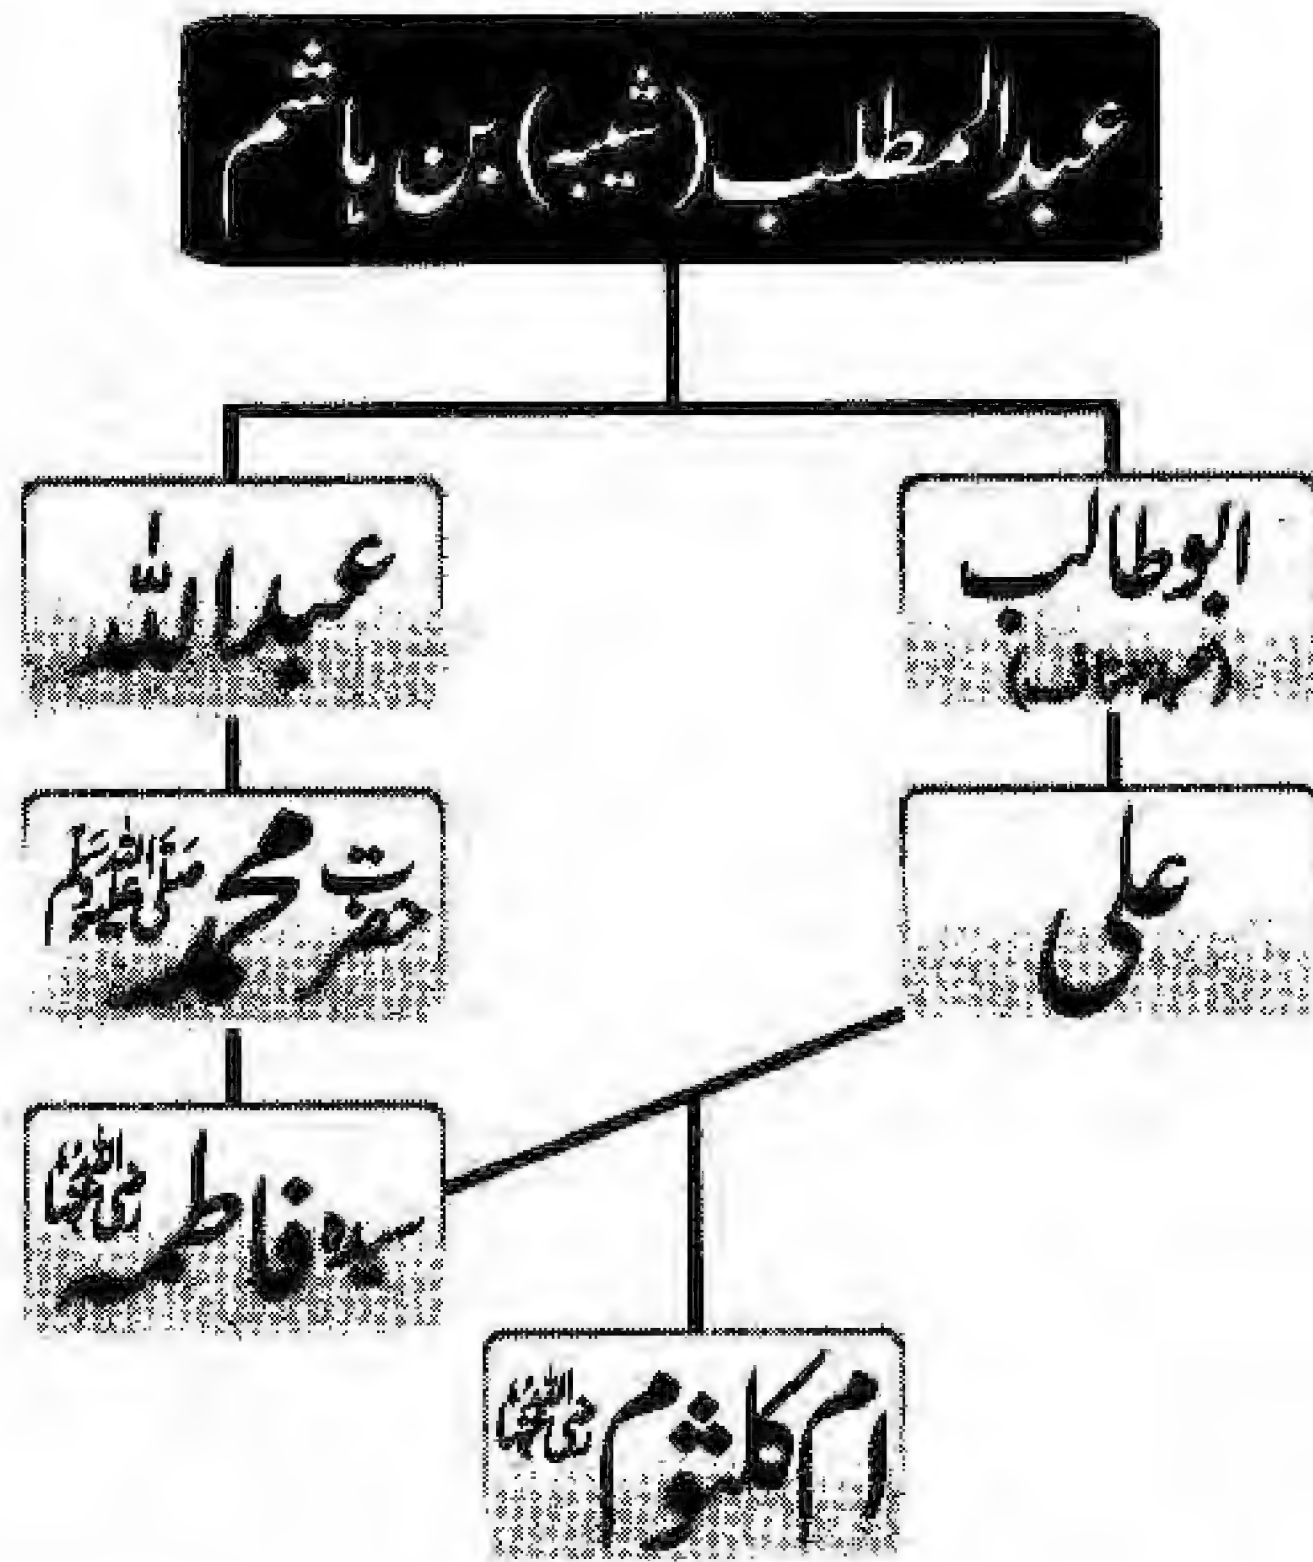 عبدالمطلب (شیبہ) بن ہاشم
ابوطالب
عبداللہ
علی
حضرت محمد صلی اللہ علیہ وسلم
سیدہ فاطمہ رضی اللہ عنہا
ام کلثوم رضی اللہ عنہا